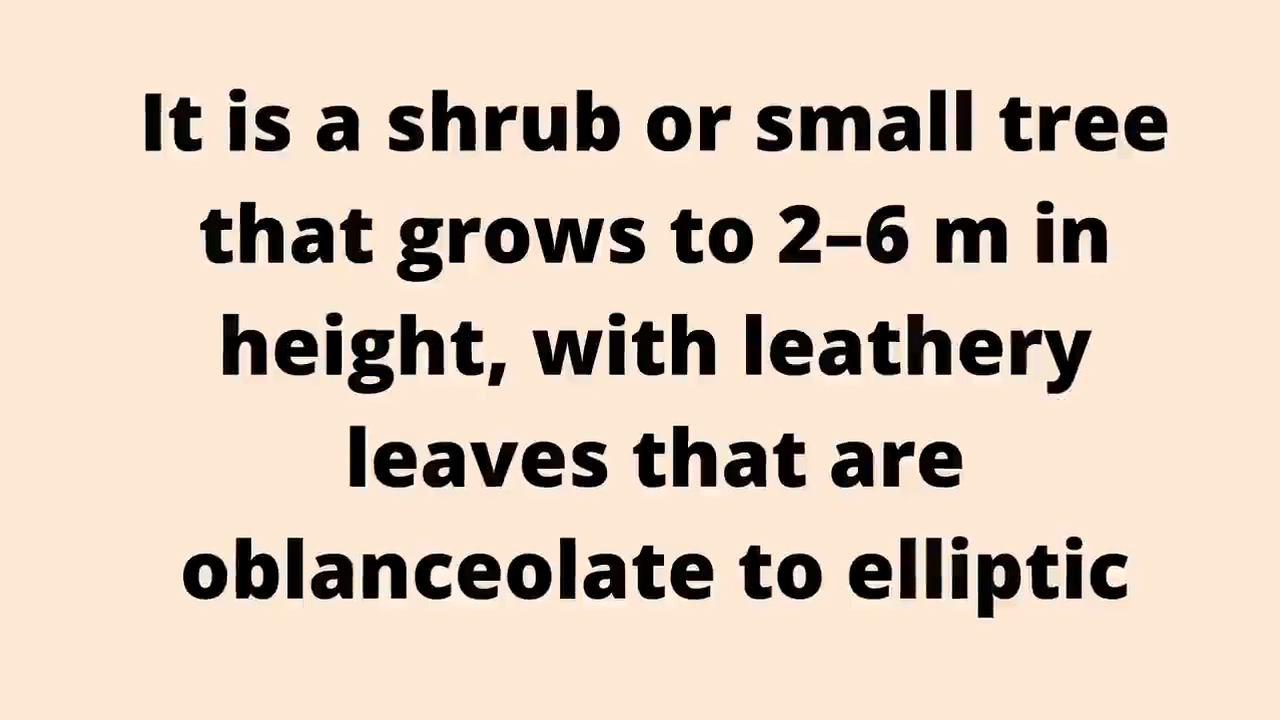 It is a shrub or small tree
that grows to 2–6 m in
height, with leathery
leaves that are
oblanceolate to elliptic